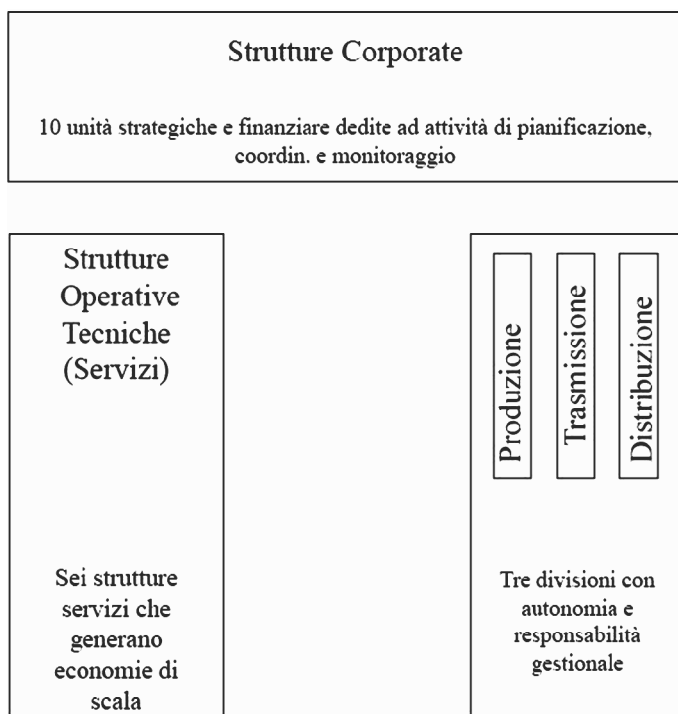 Strutture Corporate
10 unità strategiche e finanziare dedite ad attività di pianificazione,
coordin. e monitoraggio
Strutture
Operative
Tecniche
(Servizi)
Sei strutture
servizi che
generano
economie di
scala
Produzione
Trasmissione
Distribuzione
Tre divisioni con
autonomia e
responsabilità
gestionale